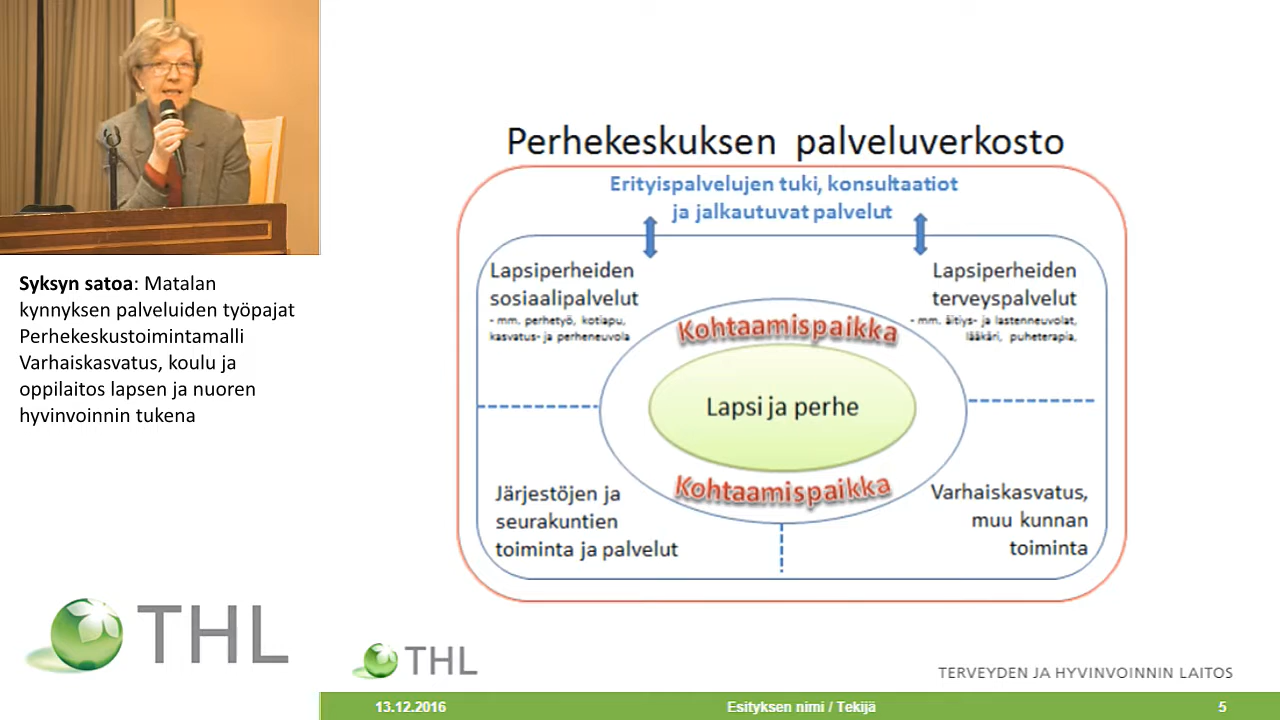 Syksyn satoa: Matalan
kynnyksen palveluiden työpajat
Perhekeskustoimintamalli
Varhaiskasvatus, koulu ja
oppilaitos lapsen ja nuoren
hyvinvoinnin tukena
THL
Perhekeskuksen palveluverkosto
Erityispalvelujen tuki, konsultaatiot
ja jalkautuvat palvelut
Lapsiperheiden
sosiaalipalvelut
- mm. perhetyö, kotiapu,
kasvatus- ja perheneuvola
Lapsiperheiden
terveyspalvelut
- mm. äitiys- ja lastenneuvolat,
lääkäri, puheterapia,
Kohtaamispaikka
Lapsi ja perhe
Kohtaamispaikka
Järjestöjen ja
seurakuntien
toiminta ja palvelut
Varhaiskasvatus,
muu kunnan
toiminta
THL
TERVEYDEN JA HYVINVOINNIN LAITOS
13.12.2016
Esityksen nimi / Tekijä
5